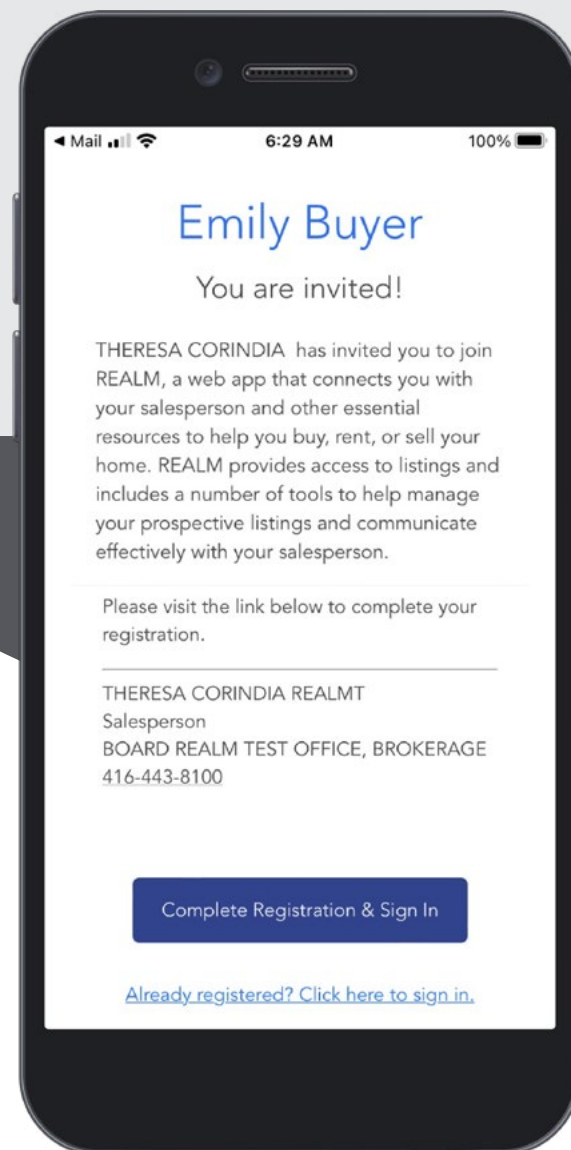 Mail
6:29 AM
100%
Emily Buyer
You are invited!
THERESA CORINDIA has invited you to join
REALM, a web app that connects you with
your salesperson and other essential
resources to help you buy, rent, or sell your
home. REALM provides access to listings and
includes a number of tools to help manage
your prospective listings and communicate
effectively with your salesperson.
Please visit the link below to complete your
registration.
THERESA CORINDIA REALMT
Salesperson
BOARD REALM TEST OFFICE, BROKERAGE
416-443-8100
Complete Registration & Sign In
Already registered? Click here to sign in.